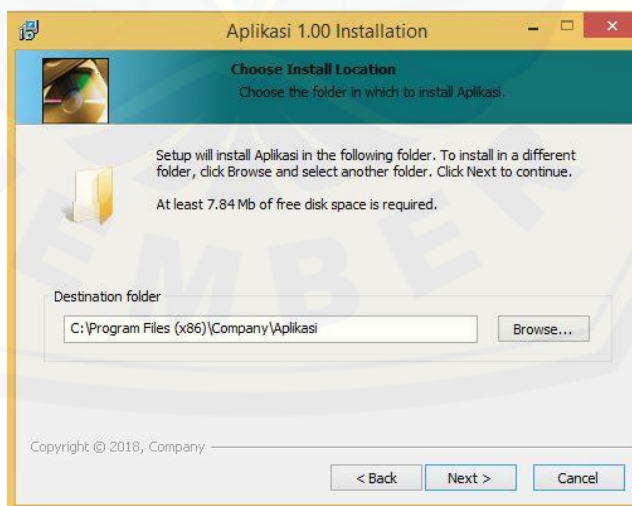 Aplikasi 1.00 Installation
Choose Install Location
Choose the folder in which to install Aplikasi.
Setup will install Aplikasi in the following folder. To install in a different
folder, click Browse and select another folder. Click Next to continue.
At least 7.84 Mb of free disk space is required.
EMBER
Destination folder
C:\Program Files (x86)\Company\Aplikasi
Browse...
Copyright © 2018, Company
< Back
Next >
Cancel